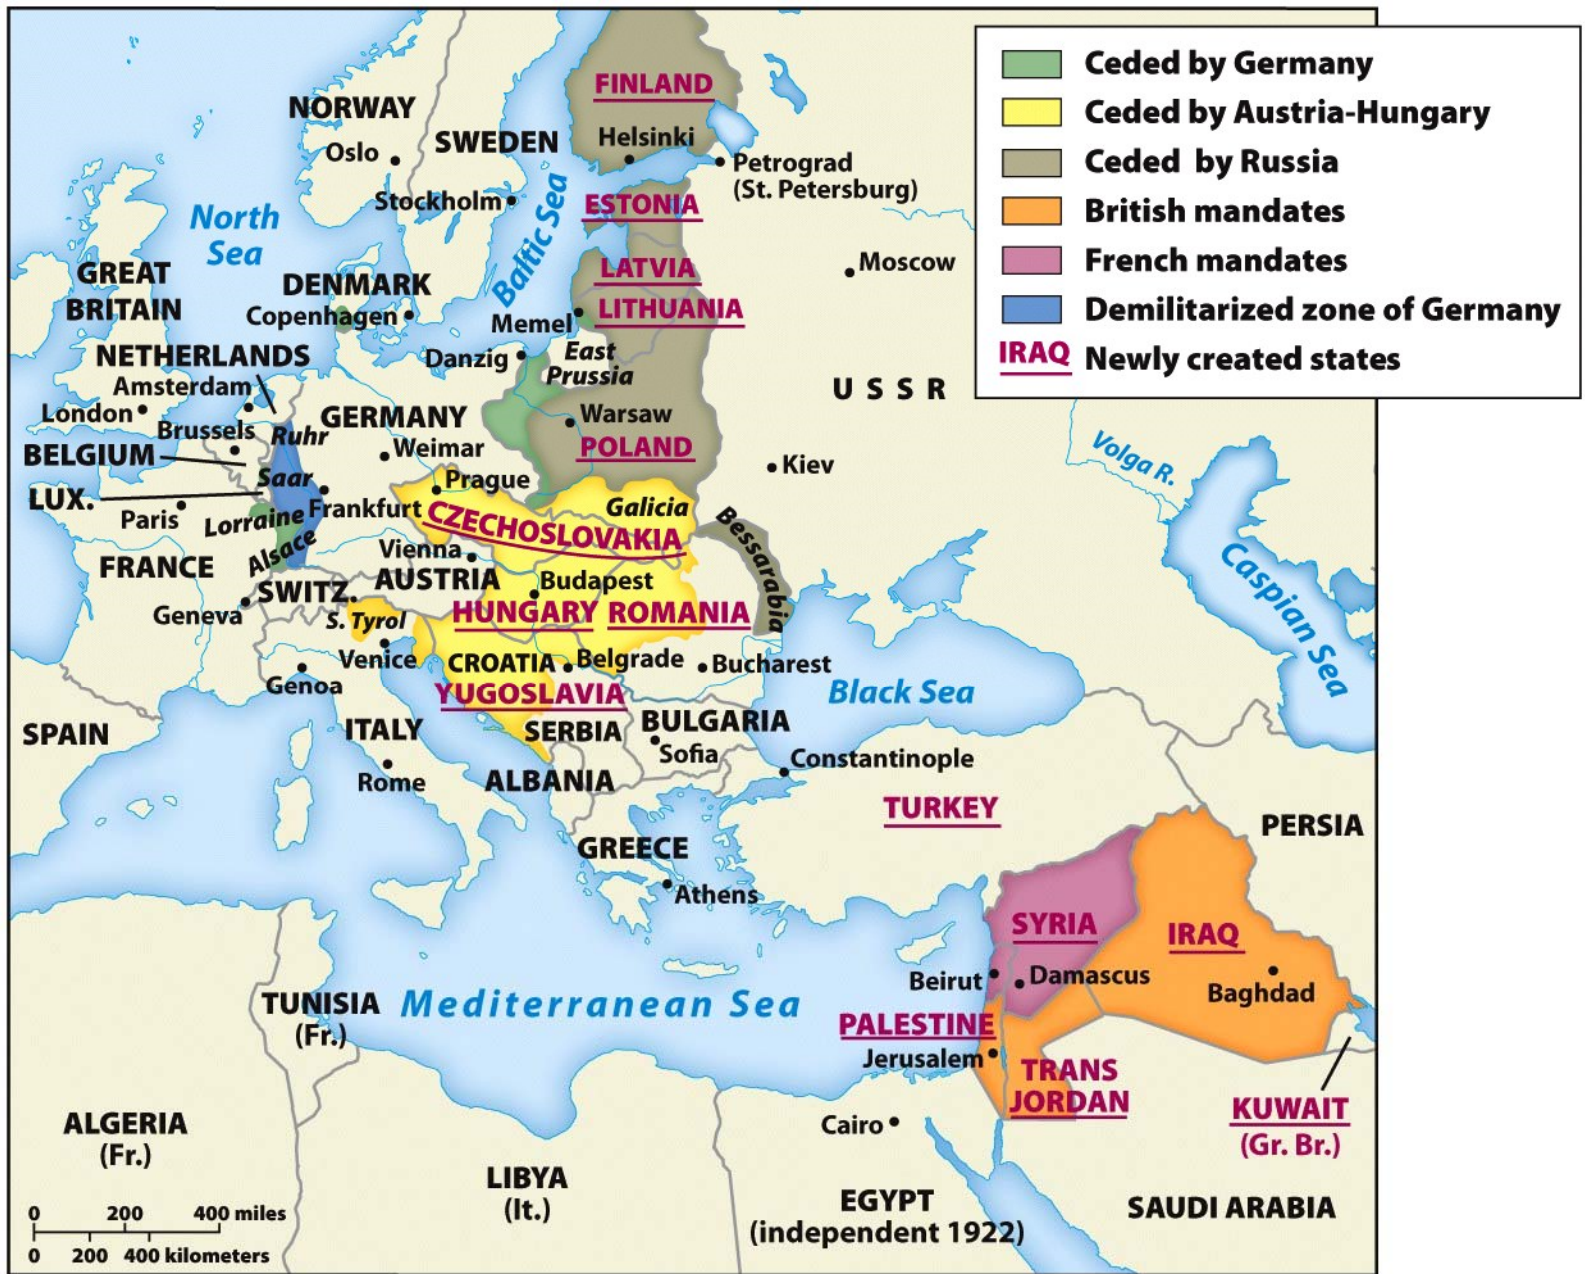 Ceded by Germany
Ceded by Austria-Hungary
Ceded by Russia
British mandates
French mandates
Demilitarized zone of Germany
IRAQ Newly created states
FINLAND
NORWAY
Helsinki
SWEDEN
Oslo
Petrograd
(St. Petersburg)
Stockholm
ESTONIA
North
Sea
Baltic Sea
Moscow
LATVIA
GREAT
BRITAIN
DENMARK
Copenhagen
LITHUANIA
Memel
NETHERLANDS
Amsterdam
Danzig
East
Prussia
USSR
London
GERMANY
Warsaw
Brussels
Ruhr
POLAND
BELGIUM
Weimar
Kiev
Volga R.
Saar
Prague
LUX.
Frankfurt
Galicia
Paris
Lorraine
CZECHOSLOVAKIA
Bessarabia
Alsace
Vienna
FRANCE
AUSTRIA
Budapest
Caspian Sea
SWITZ.
Geneva
S. Tyrol
HUNGARY
ROMANIA
Venice
CROATIA
Belgrade
Bucharest
Genoa
YUGOSLAVIA
Black Sea
SPAIN
ITALY
SERBIA
BULGARIA
Sofia
Constantinople
Rome
ALBANIA
TURKEY
PERSIA
GREECE
Athens
SYRIA
IRAQ
Beirut
Damascus
Baghdad
TUNISIA
(Fr.)
Mediterranean Sea
PALESTINE
Jerusalem
TRANS
JORDAN
KUWAIT
(Gr. Br.)
ALGERIA
(Fr.)
Cairo
LIBYA
(It.)
EGYPT
(independent 1922)
SAUDI ARABIA
0 200 400 miles
0 200 400 kilometers